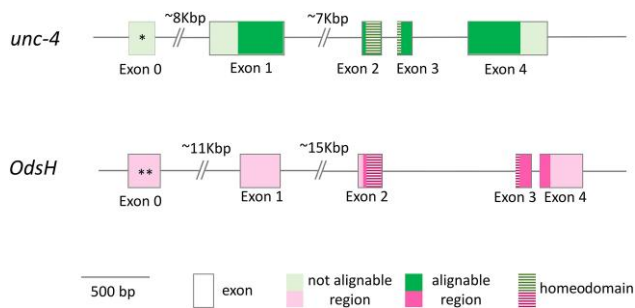 ~8Kbp ~7Kbp
unc-4 *
Exon 0 Exon 1 Exon 2 Exon 3 Exon 4
~11Kbp ~15Kbp
OdsH **
Exon 0 Exon 1 Exon 2 Exon 3 Exon 4
500 bp exon not alignable region alignable region homeodomain